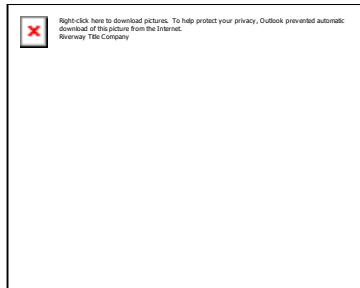 Right-click here to download pictures.  To help protect your privacy, Outlook prevented automatic
download of this picture from the Internet.
Riverway Title Company